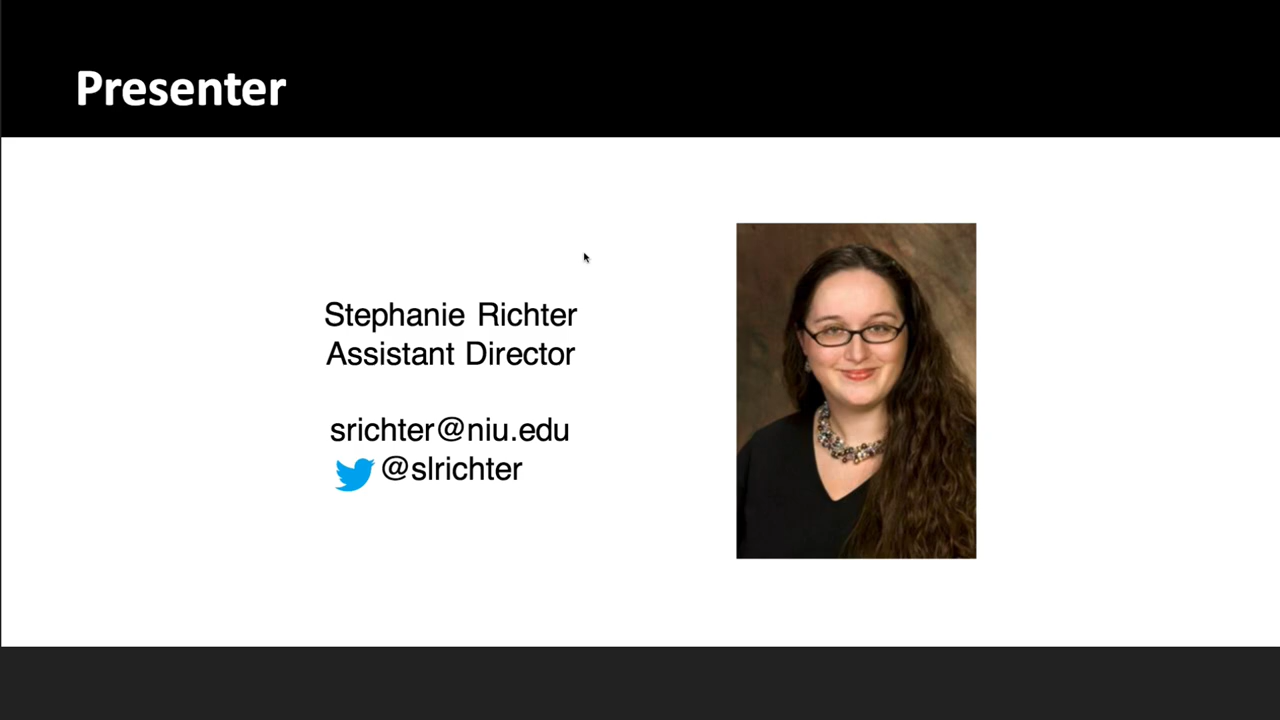 Presenter
Stephanie Richter
Assistant Director
srichter@niu.edu
@slrichter